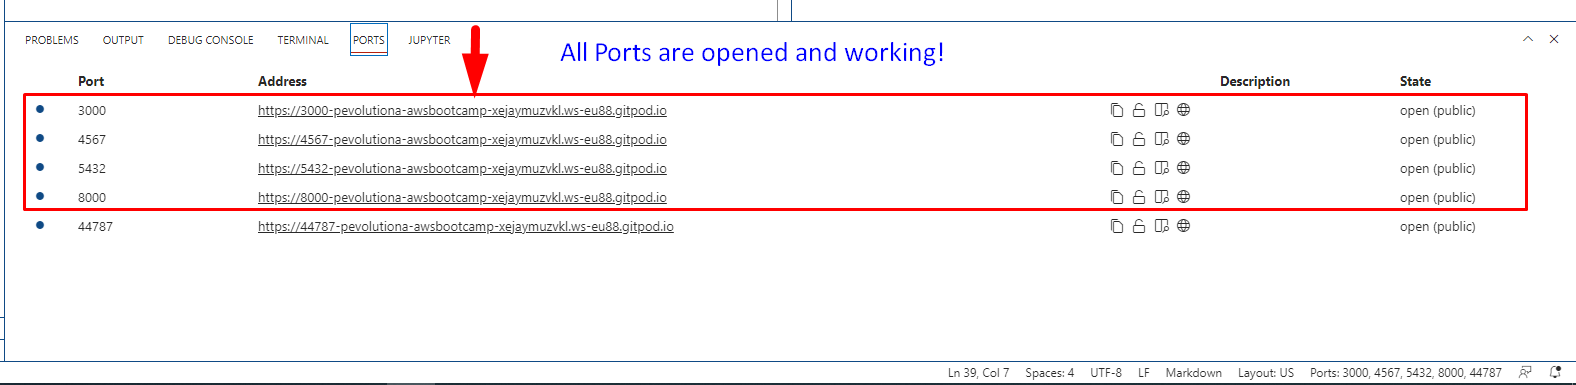 PROBLEMS OUTPUT DEBUG CONSOLE TERMINAL PORTS JUPYTER
All Ports are opened and working!
Port Address Description State
3000 https://3000-pevolutiona-awsbootcamp-xejaymuzvkl.ws-eu88.gitpod.io open (public)
4567 https://4567-pevolutiona-awsbootcamp-xejaymuzvkl.ws-eu88.gitpod.io open (public)
5432 https://5432-pevolutiona-awsbootcamp-xejaymuzvkl.ws-eu88.gitpod.io open (public)
8000 https://8000-pevolutiona-awsbootcamp-xejaymuzvkl.ws-eu88.gitpod.io open (public)
44787 https://44787-pevolutiona-awsbootcamp-xejaymuzvkl.ws-eu88.gitpod.io open (public)
Ln 39, Col 7 Spaces: 4 UTF-8 LF Markdown Layout: US Ports: 3000, 4567, 5432, 8000, 44787